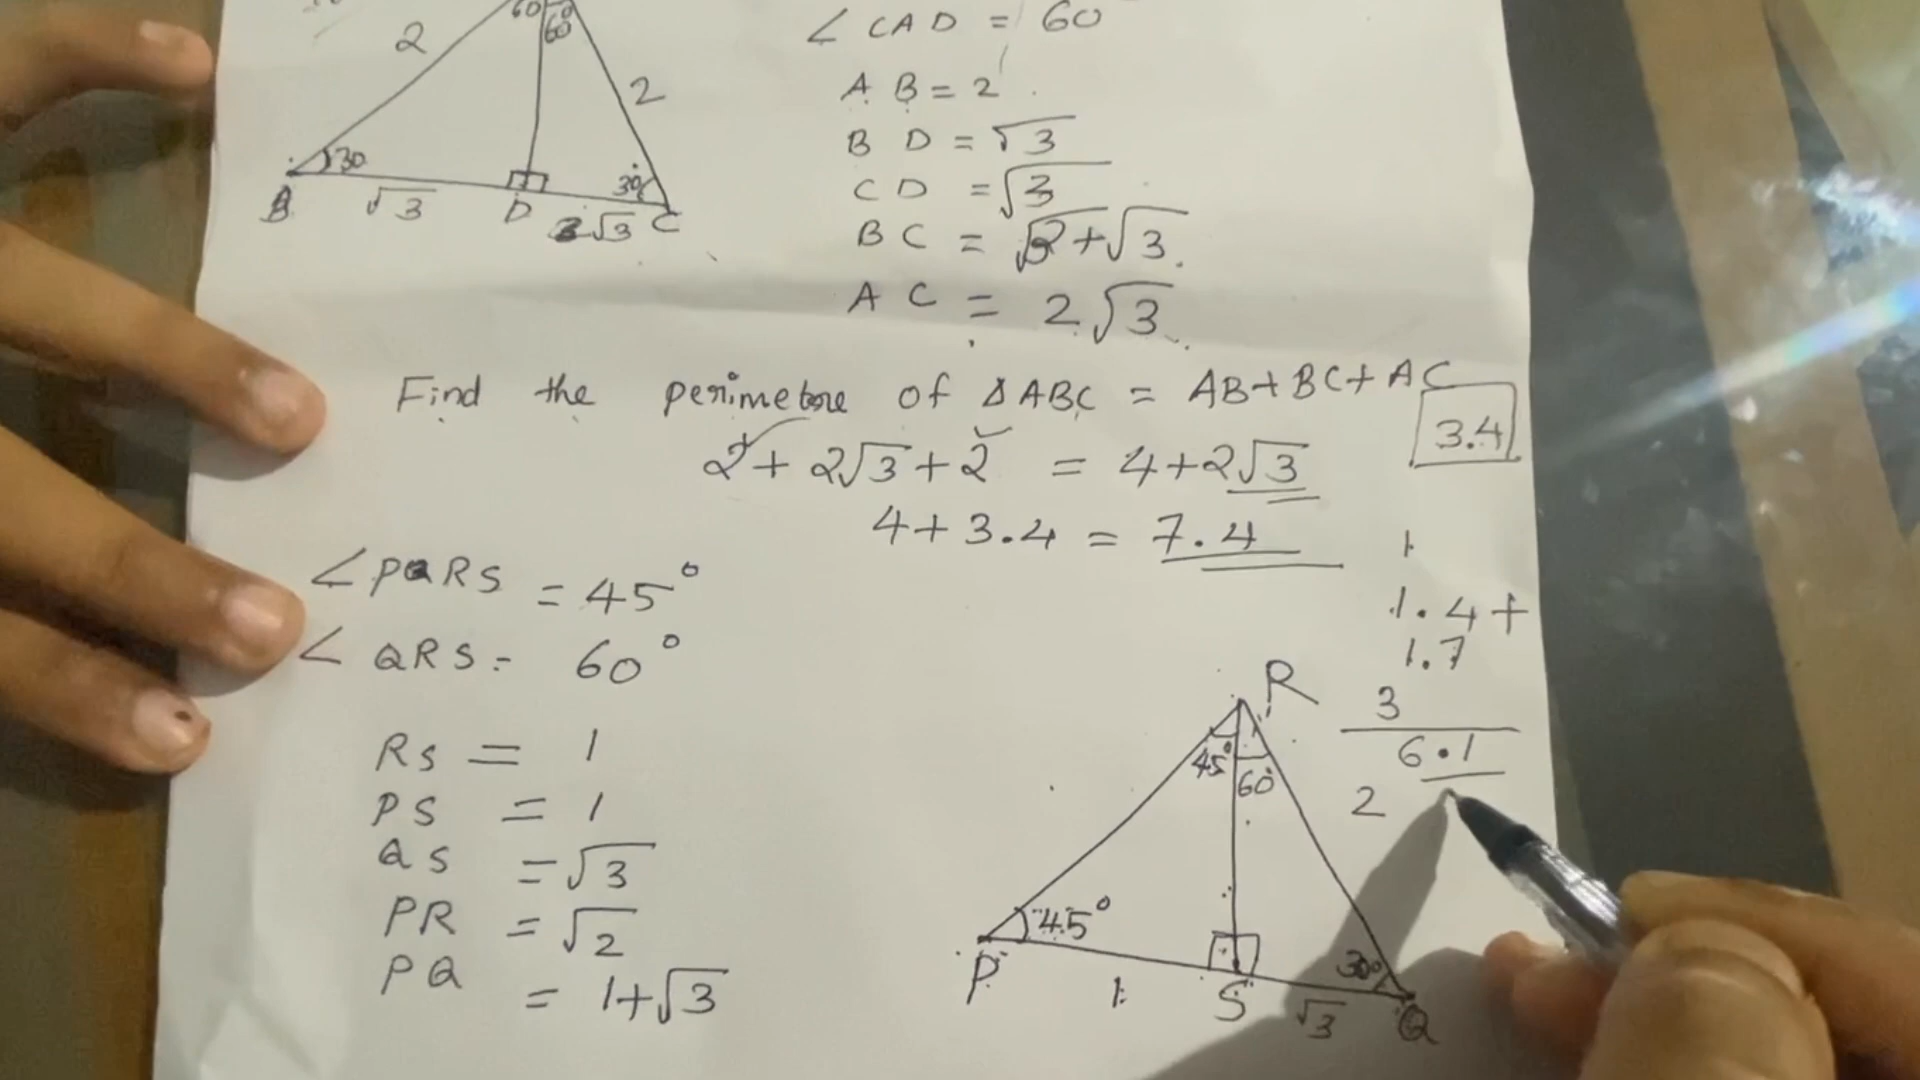 60° 60°
2
2
30
30°
B √3 D √3 C
∠ CAD = 60°
AB = 2
BD = √3
CD = √3
BC = √3+√3.
AC = 2√3.
Find the perimetre of ΔABC = AB+BC+AC
3.4
2 + 2√3 + 2 = 4+2√3
4+3.4 = 7.4
∠PRS = 45°
∠QRS = 60°
RS = 1
PS = 1
QS = √3
PR = √2
PQ = 1+√3
1
1.4+
1.7
3
6.1
2
R
45° 60°
45°
30°
P 1 S √3 Q